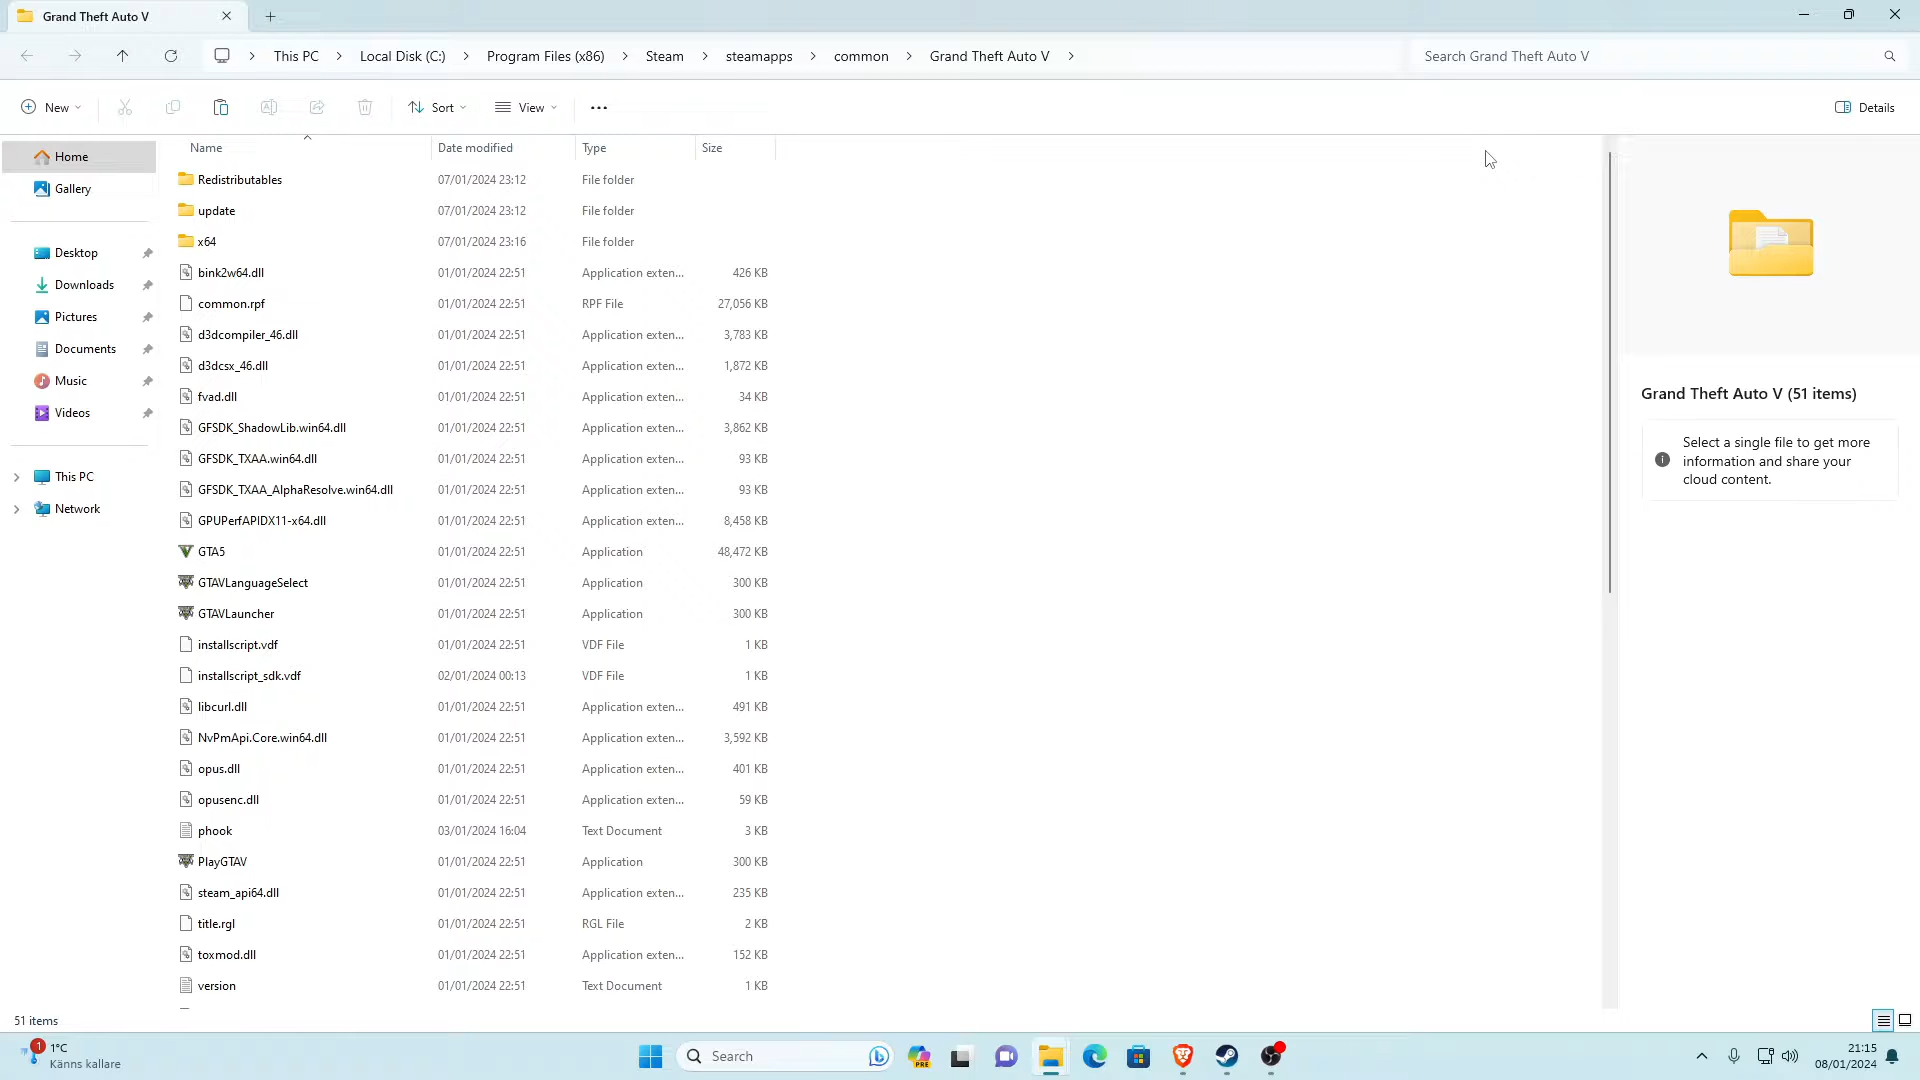 Grand Theft Auto V
This PC
Local Disk (C:)
Program Files (x86)
Steam
steamapps
common
Grand Theft Auto V
Search Grand Theft Auto V
New
Sort
View
Details
Home
Gallery
Desktop
Downloads
Pictures
Documents
Music
Videos
This PC
Network
Name Date modified Type Size
Redistributables 07/01/2024 23:12 File folder
update 07/01/2024 23:12 File folder
x64 07/01/2024 23:16 File folder
bink2w64.dll 01/01/2024 22:51 Application exten... 426 KB
common.rpf 01/01/2024 22:51 RPF File 27,056 KB
d3dcompiler_46.dll 01/01/2024 22:51 Application exten... 3,783 KB
d3dcsx_46.dll 01/01/2024 22:51 Application exten... 1,872 KB
fvad.dll 01/01/2024 22:51 Application exten... 34 KB
GFSDK_ShadowLib.win64.dll 01/01/2024 22:51 Application exten... 3,862 KB
GFSDK_TXAA.win64.dll 01/01/2024 22:51 Application exten... 93 KB
GFSDK_TXAA_AlphaResolve.win64.dll 01/01/2024 22:51 Application exten... 93 KB
GPUPerfAPIDX11-x64.dll 01/01/2024 22:51 Application exten... 8,458 KB
GTA5 01/01/2024 22:51 Application 48,472 KB
GTAVLanguageSelect 01/01/2024 22:51 Application 300 KB
GTAVLauncher 01/01/2024 22:51 Application 300 KB
installscript.vdf 01/01/2024 22:51 VDF File 1 KB
installscript_sdk.vdf 02/01/2024 00:13 VDF File 1 KB
libcurl.dll 01/01/2024 22:51 Application exten... 491 KB
NvPmApi.Core.win64.dll 01/01/2024 22:51 Application exten... 3,592 KB
opus.dll 01/01/2024 22:51 Application exten... 401 KB
opusenc.dll 01/01/2024 22:51 Application exten... 59 KB
phook 03/01/2024 16:04 Text Document 3 KB
PlayGTAV 01/01/2024 22:51 Application 300 KB
steam_api64.dll 01/01/2024 22:51 Application exten... 235 KB
title.rgl 01/01/2024 22:51 RGL File 2 KB
toxmod.dll 01/01/2024 22:51 Application exten... 152 KB
version 01/01/2024 22:51 Text Document 1 KB
Grand Theft Auto V (51 items)
Select a single file to get more
information and share your
cloud content.
51 items
1
1°C
Känns kallare
Search
PRE
21:15
08/01/2024